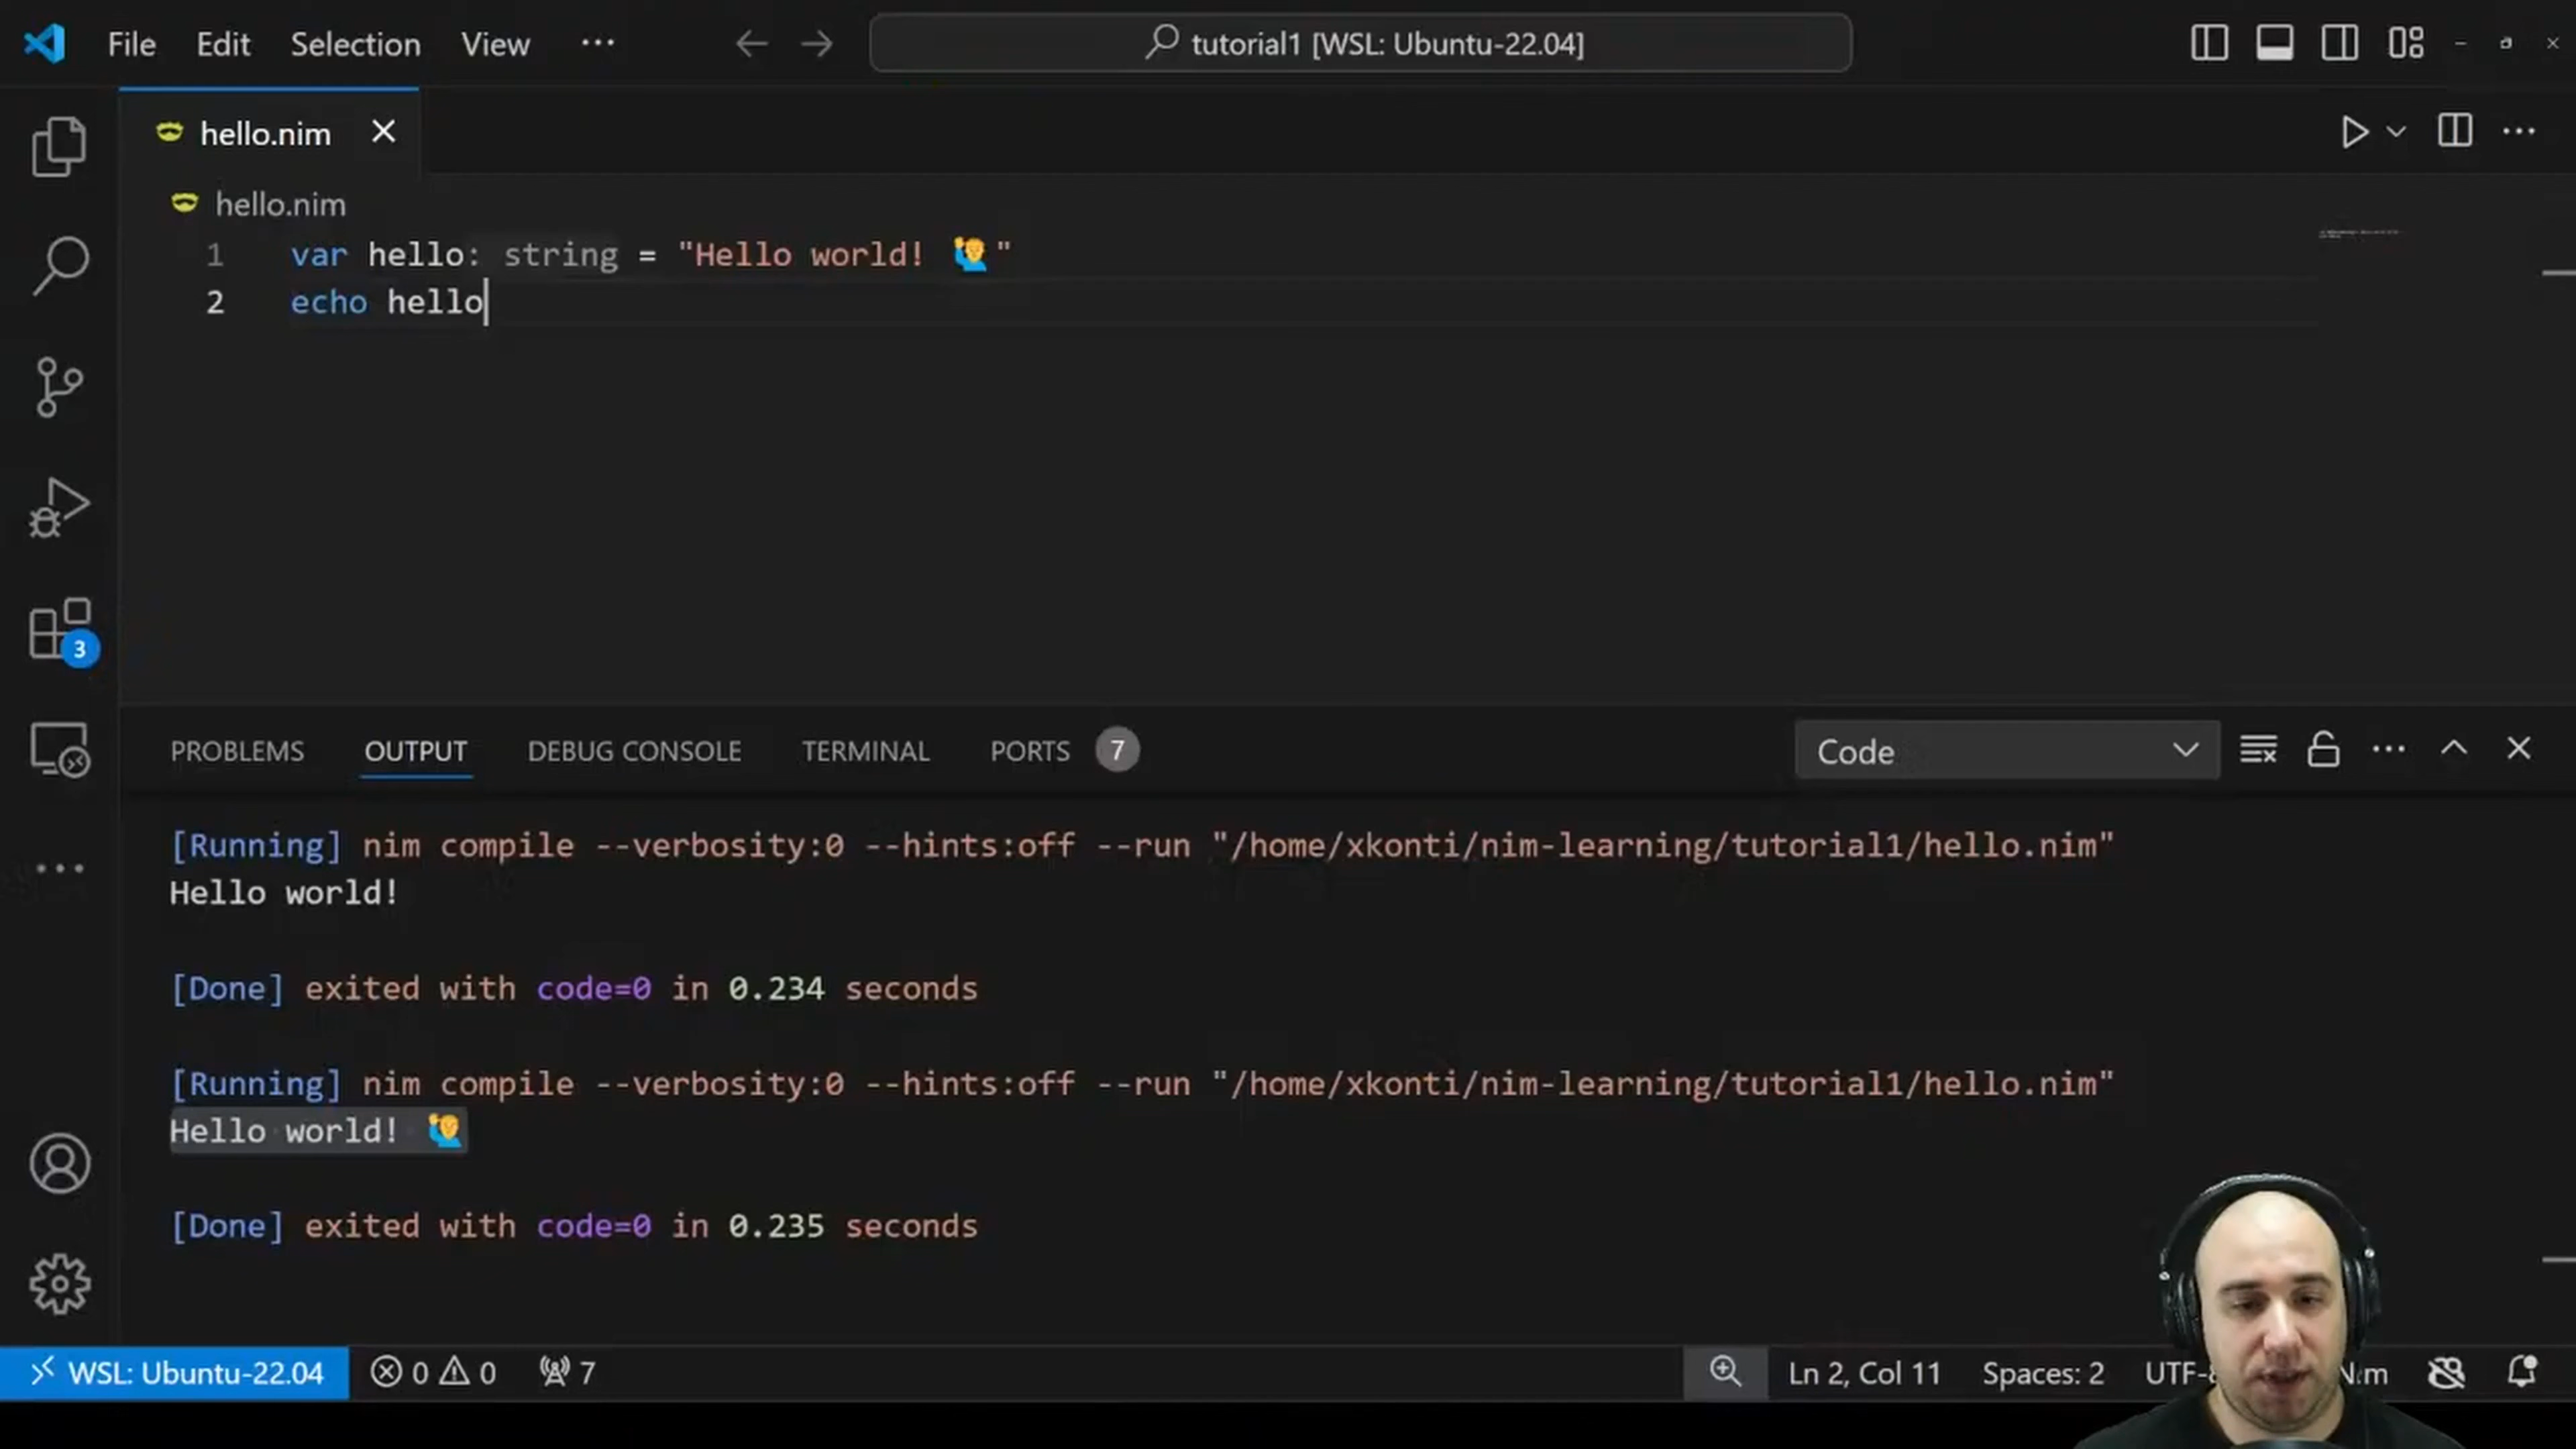 File Edit Selection View ··· tutorial1 [WSL: Ubuntu-22.04]
hello.nim
hello.nim
1 var hello: string = "Hello world! 🙋‍♂️"
2 echo hello
3
PROBLEMS OUTPUT DEBUG CONSOLE TERMINAL PORTS 7 Code
[Running] nim compile --verbosity:0 --hints:off --run "/home/xkonti/nim-learning/tutorial1/hello.nim"
Hello world!
[Done] exited with code=0 in 0.234 seconds
[Running] nim compile --verbosity:0 --hints:off --run "/home/xkonti/nim-learning/tutorial1/hello.nim"
Hello world! 🙋‍♂️
[Done] exited with code=0 in 0.235 seconds
WSL: Ubuntu-22.04 0 0 7 Ln 2, Col 11 Spaces: 2